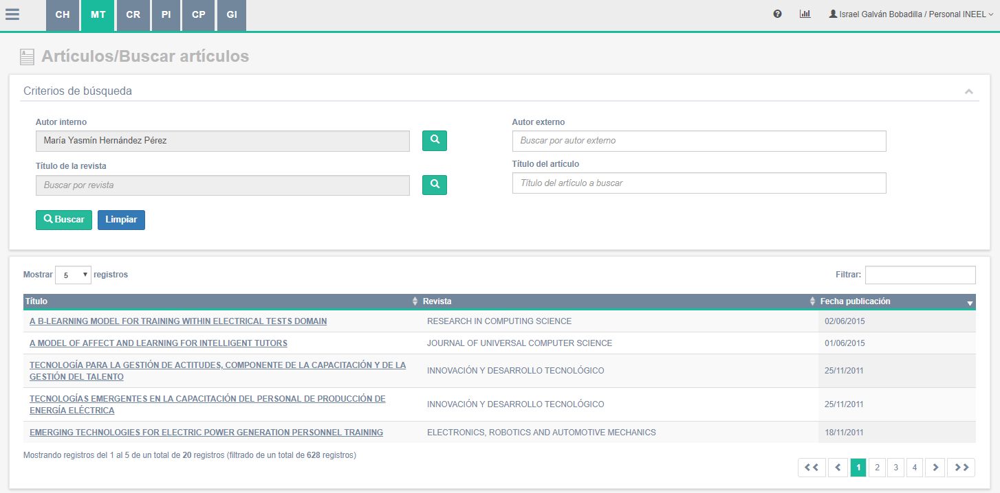 CH MT CR PI CP GI
Israel Galván Bobadilla / Personal INEEL
Artículos/Buscar artículos
Criterios de búsqueda
Autor interno
Autor externo
María Yasmín Hernández Pérez
Buscar por autor externo
Título de la revista
Título del artículo
Buscar por revista
Título del artículo a buscar
Buscar Limpiar
Mostrar 5 registros
Filtrar:
Título Revista Fecha publicación
A B-LEARNING MODEL FOR TRAINING WITHIN ELECTRICAL TESTS DOMAIN RESEARCH IN COMPUTING SCIENCE 02/06/2015
A MODEL OF AFFECT AND LEARNING FOR INTELLIGENT TUTORS JOURNAL OF UNIVERSAL COMPUTER SCIENCE 01/06/2015
TECNOLOGÍA PARA LA GESTIÓN DE ACTITUDES, COMPONENTE DE LA CAPACITACIÓN Y DE LA
GESTIÓN DEL TALENTO
INNOVACIÓN Y DESARROLLO TECNOLÓGICO 25/11/2011
TECNOLOGÍAS EMERGENTES EN LA CAPACITACIÓN DEL PERSONAL DE PRODUCCIÓN DE
ENERGÍA ELÉCTRICA
INNOVACIÓN Y DESARROLLO TECNOLÓGICO 25/11/2011
EMERGING TECHNOLOGIES FOR ELECTRIC POWER GENERATION PERSONNEL TRAINING ELECTRONICS, ROBOTICS AND AUTOMOTIVE MECHANICS 18/11/2011
Mostrando registros del 1 al 5 de un total de 20 registros (filtrado de un total de 628 registros)
1 2 3 4